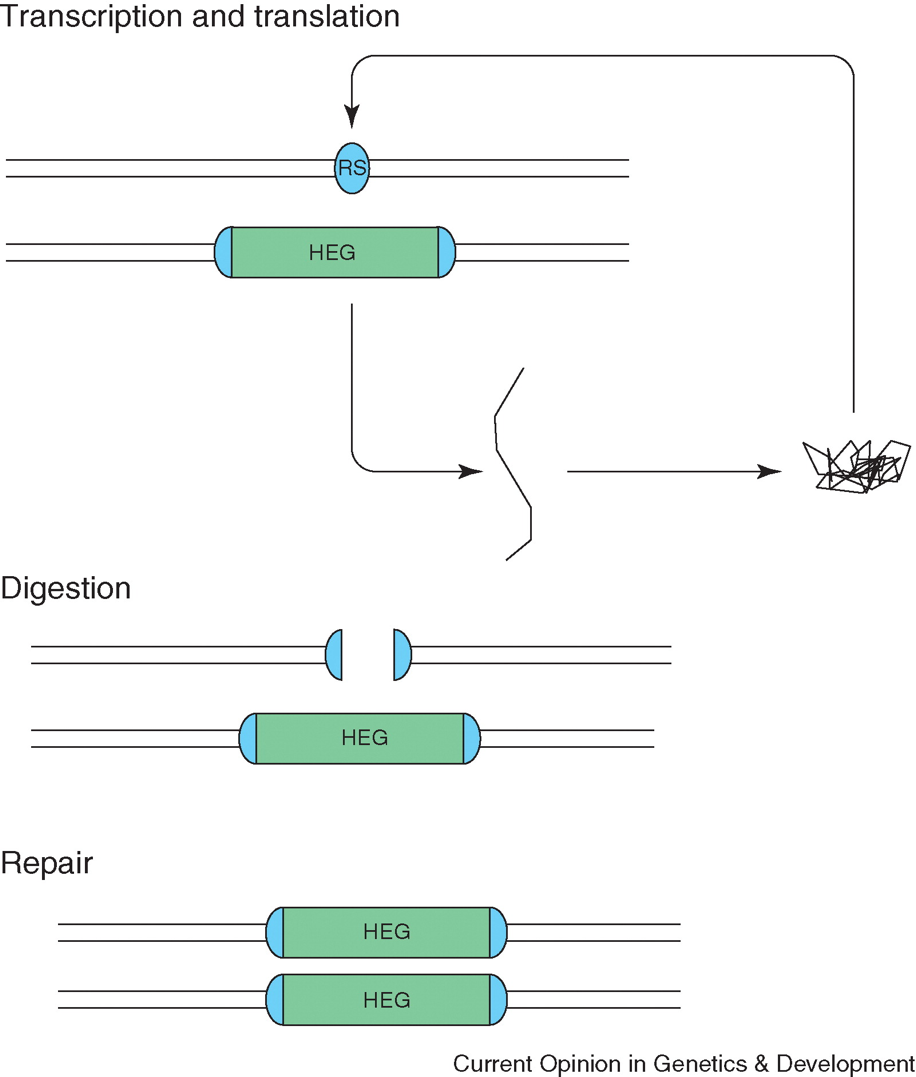 Transcription and translation
RS
HEG
Digestion
HEG
Repair
HEG
HEG
Current Opinion in Genetics & Development